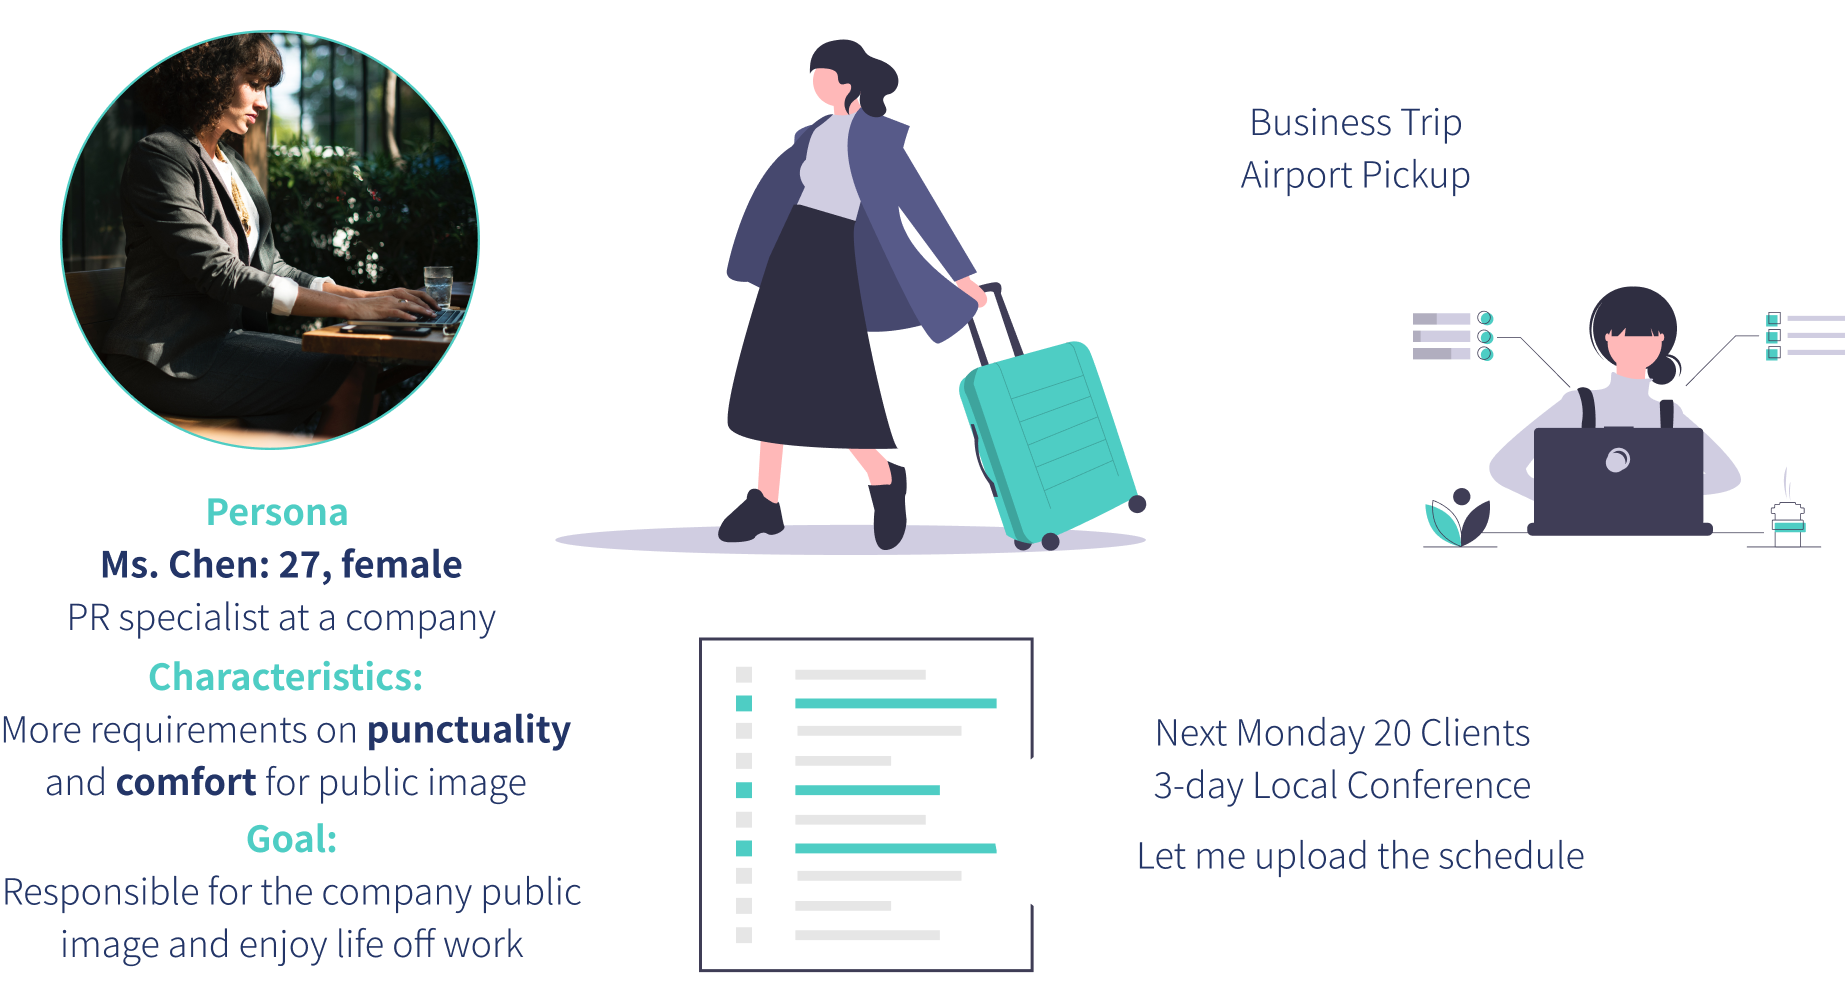 Business Trip
Airport Pickup
Persona
Ms. Chen: 27, female
PR specialist at a company
Characteristics:
More requirements on punctuality
and comfort for public image
Goal:
Responsible for the company public
image and enjoy life off work
Next Monday 20 Clients
3-day Local Conference
Let me upload the schedule